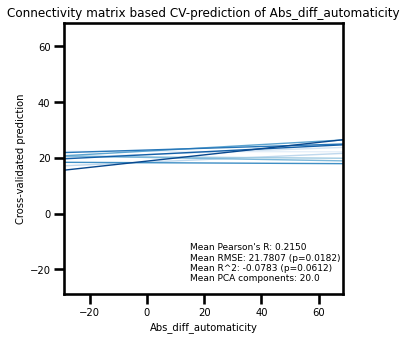 Connectivity matrix based CV-prediction of Abs_diff_automaticity
60
40
20
0
−20
Cross-validated prediction
Mean Pearson's R: 0.2150
Mean RMSE: 21.7807 (p=0.0182)
Mean R^2: -0.0783 (p=0.0612)
Mean PCA components: 20.0
−20 0 20 40 60
Abs_diff_automaticity